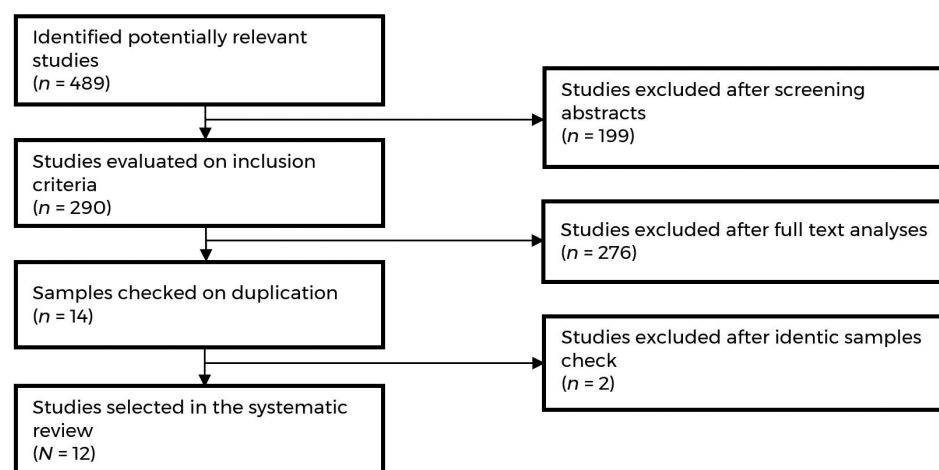 Identified potentially relevant
studies
(n = 489)
Studies excluded after screening
abstracts
(n = 199)
Studies evaluated on inclusion
criteria
(n = 290)
Studies excluded after full text analyses
(n = 276)
Samples checked on duplication
(n = 14)
Studies excluded after identic samples
check
(n = 2)
Studies selected in the systematic
review
(N = 12)